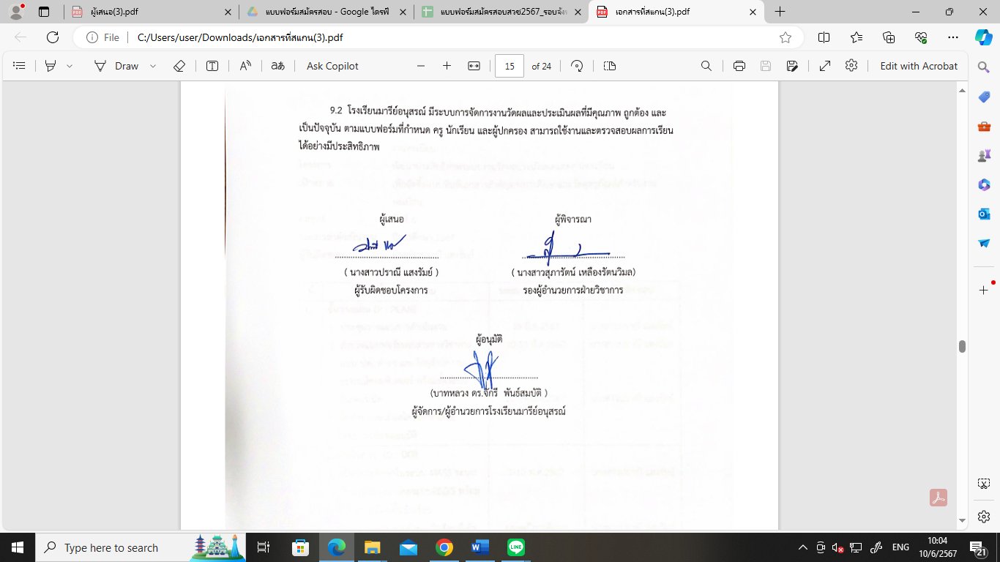 ผู้เสนอ(3).pdf
แบบฟอร์มสมัครสอบ - Google ไดรฟ์
แบบฟอร์มสมัครสอบสวช2567_รอบจังห
เอกสารที่สแกน(3).pdf
File
C:/Users/user/Downloads/เอกสารที่สแกน(3).pdf
Draw
Ask Copilot
15
of 24
Edit with Acrobat
9.2 โรงเรียนมารีย์อนุสรณ์ มีระบบการจัดการงานวัดผลและประเมินผลที่มีคุณภาพ ถูกต้อง และ
เป็นปัจจุบัน ตามแบบฟอร์มที่กำหนด ครู นักเรียน และผู้ปกครอง สามารถใช้งานและตรวจสอบผลการเรียน
ได้อย่างมีประสิทธิภาพ
ผู้เสนอ
ผู้พิจารณา
( นางสาวปราณี แสงรัมย์ )
( นางสาวสุภารัตน์ เหลืองรัตนวิมล)
ผู้รับผิดชอบโครงการ
รองผู้อำนวยการฝ่ายวิชาการ
ผู้อนุมัติ
(บาทหลวง ดร.จักรี พันธ์สมบัติ )
ผู้จัดการ/ผู้อำนวยการโรงเรียนมารีย์อนุสรณ์
Type here to search
ENG
10:04
10/6/2567
21